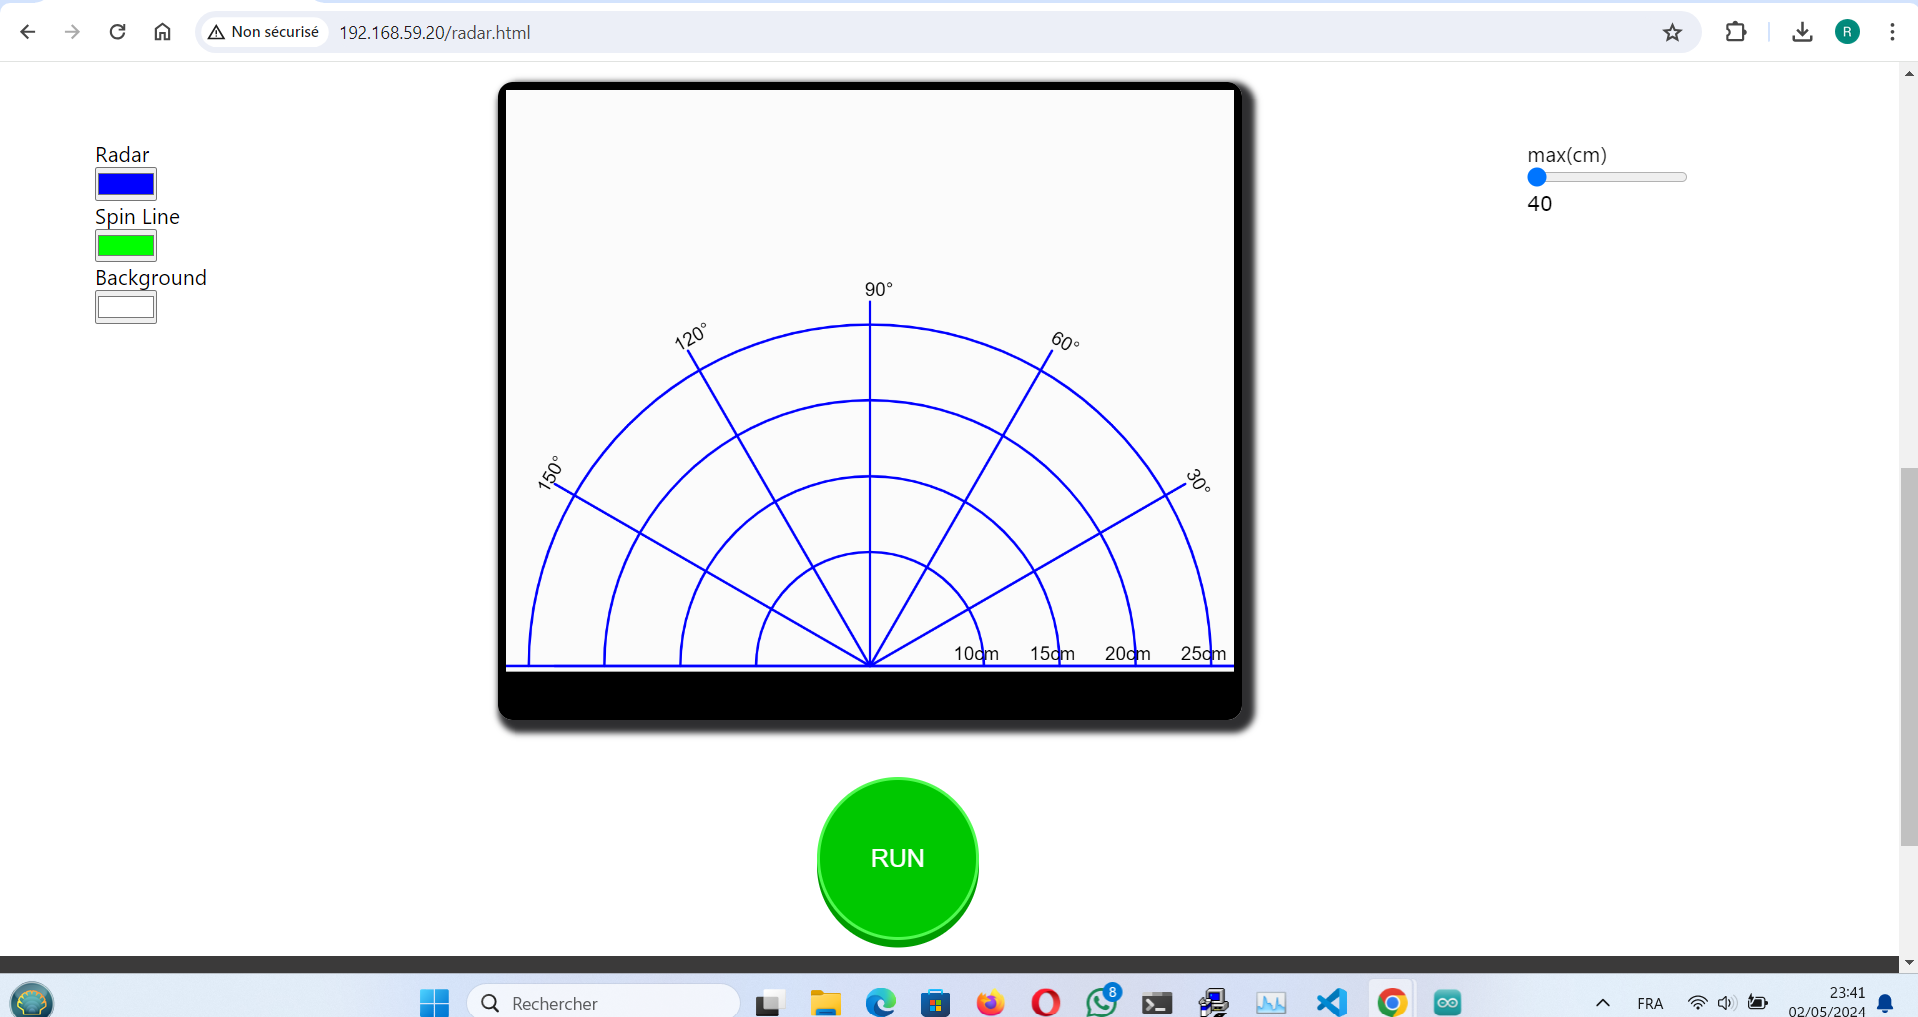 Non sécurisé
192.168.59.20/radar.html
R
Radar
Spin Line
Background
max(cm)
40
90°
120°
60°
150°
30°
10cm 15cm 20cm 25cm
RUN
Rechercher
8
FRA
23:41
02/05/2024